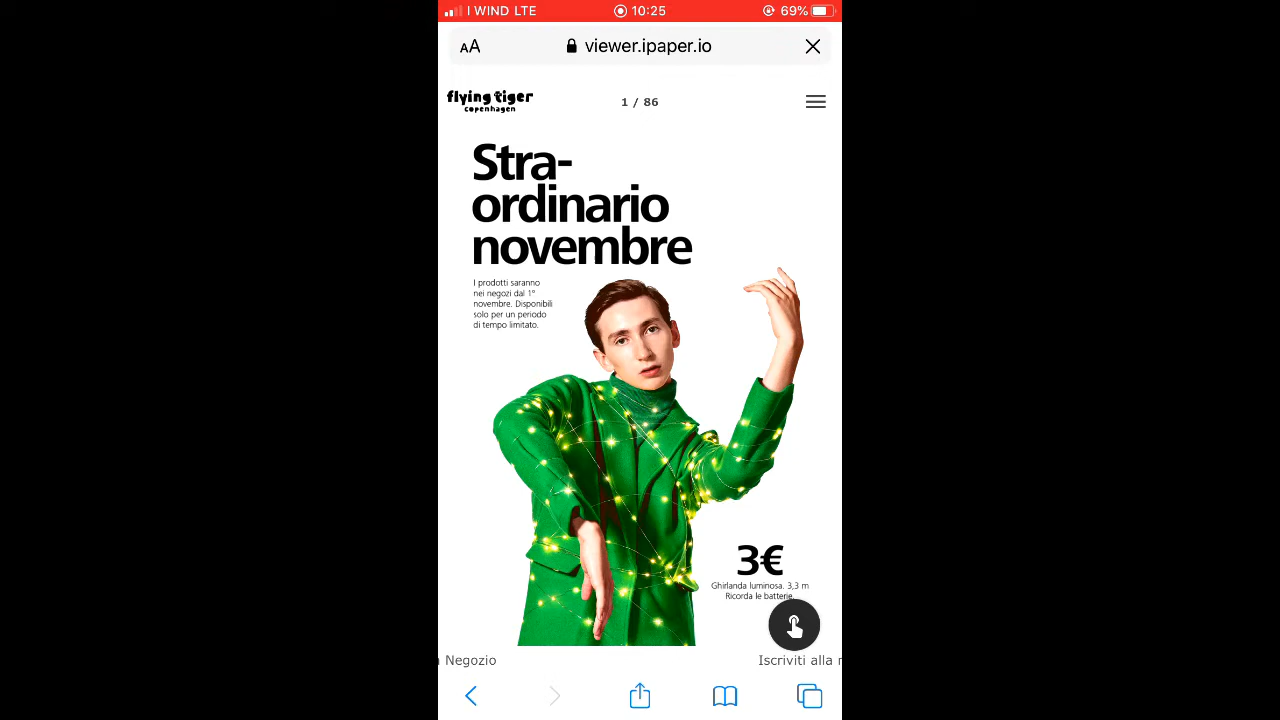 I WIND LTE 10:25 69%
AA viewer.ipaper.io
flying tiger
copenhagen
1 / 86
Stra-
ordinario
novembre
I prodotti saranno
nei negozi dal 1°
novembre. Disponibili
solo per un periodo
di tempo limitato.
3€
Ghirlanda luminosa. 3,3 m
Ricorda le batterie.
Negozio Iscriviti alla